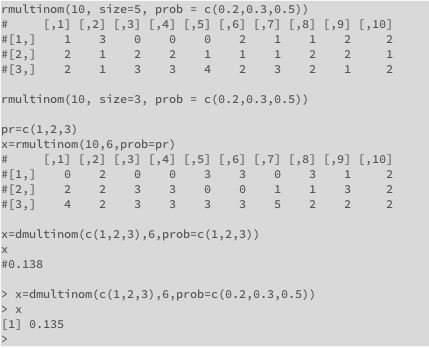 rmultinom(10, size=5, prob = c(0.2,0.3,0.5))
# [,1] [,2] [,3] [,4] [,5] [,6] [,7] [,8] [,9] [,10]
#[1,] 1 3 0 0 0 2 1 1 2 2
#[2,] 2 1 2 2 1 1 1 2 2 1
#[3,] 2 1 3 3 4 2 3 2 1 2
rmultinom(10, size=3, prob = c(0.2,0.3,0.5))
pr=c(1,2,3)
x=rmultinom(10,6,prob=pr)
# [,1] [,2] [,3] [,4] [,5] [,6] [,7] [,8] [,9] [,10]
#[1,] 0 2 0 0 3 3 0 3 1 2
#[2,] 2 2 3 3 0 0 1 1 3 2
#[3,] 4 2 3 3 3 3 5 2 2 2
x=dmultinom(c(1,2,3),6,prob=c(1,2,3))
x
#0.138
> x=dmultinom(c(1,2,3),6,prob=c(0.2,0.3,0.5))
> x
[1] 0.135
>